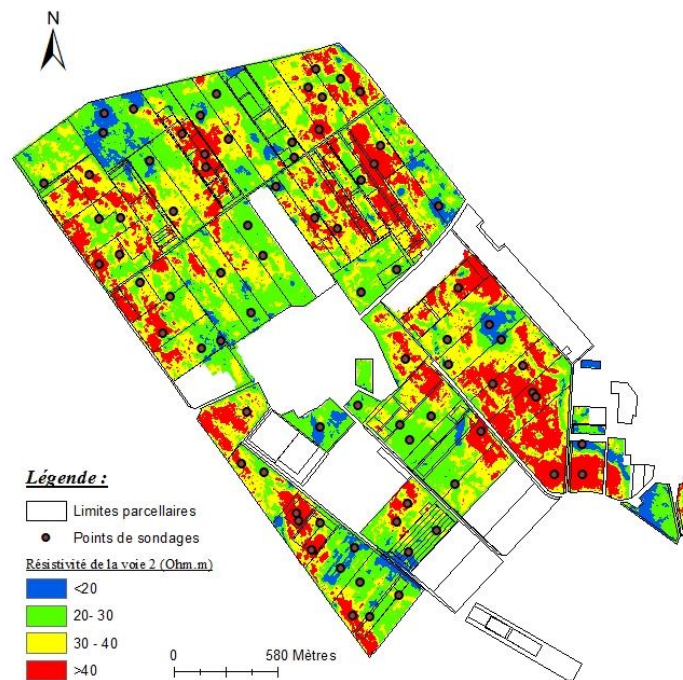 N
Légende :
Limites parcellaires
Points de sondages
Résistivité de la voie 2 (Ohm.m)
<20
20- 30
30 - 40
>40
0 580 Mètres